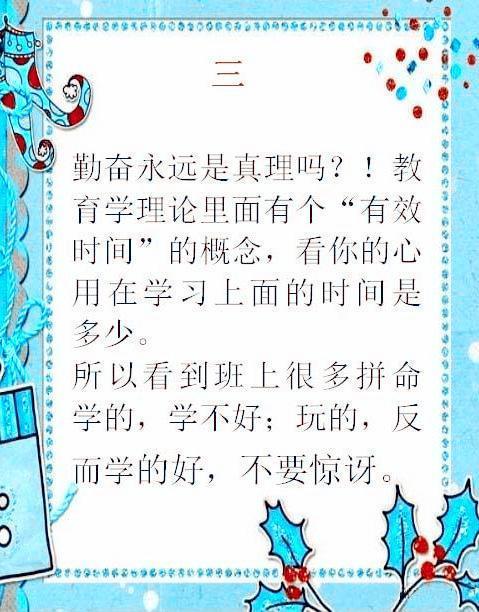 三
勤奋永远是真理吗?!教
育学理论里面有个“有效
时间”的概念，看你的心
用在学习上面的时间是
多少。
所以看到班上很多拼命
学的，学不好；玩的，反
而学的好，不要惊讶。